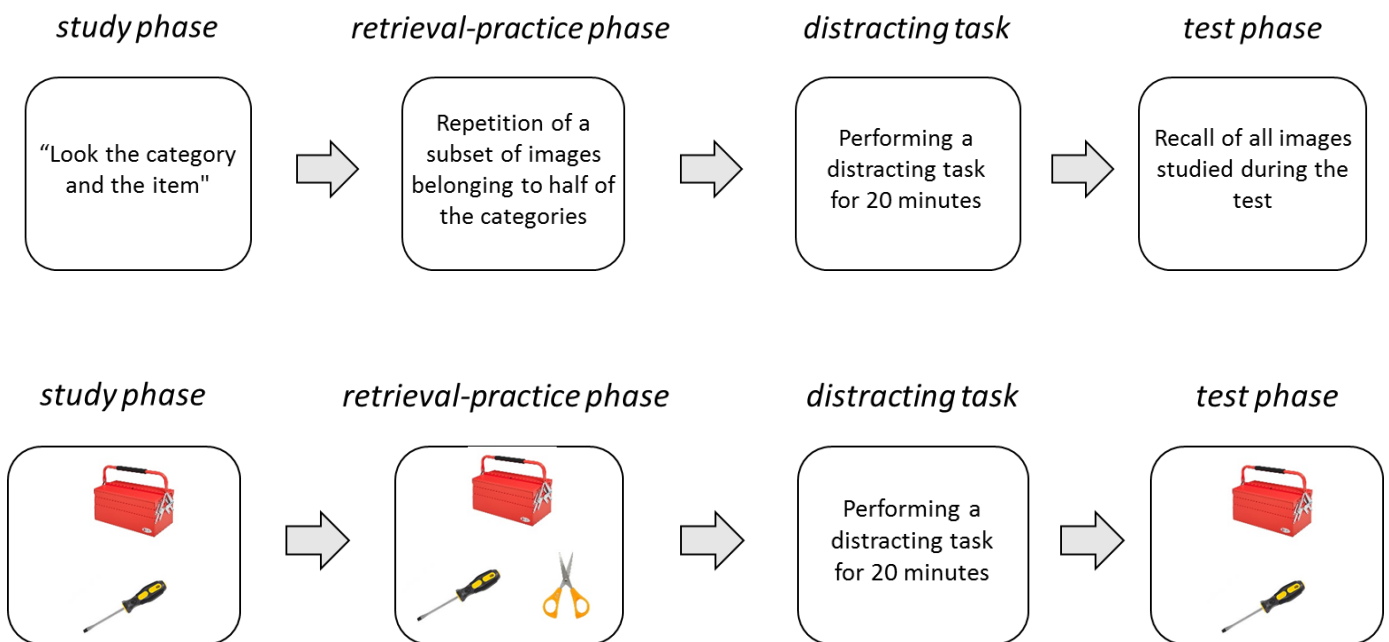 study phase
retrieval-practice phase
distracting task
test phase
“Look the category
and the item"
Repetition of a
subset of images
belonging to half of
the categories
Performing a
distracting task
for 20 minutes
Recall of all images
studied during the
test
study phase
retrieval-practice phase
distracting task
test phase
Performing a
distracting task
for 20 minutes